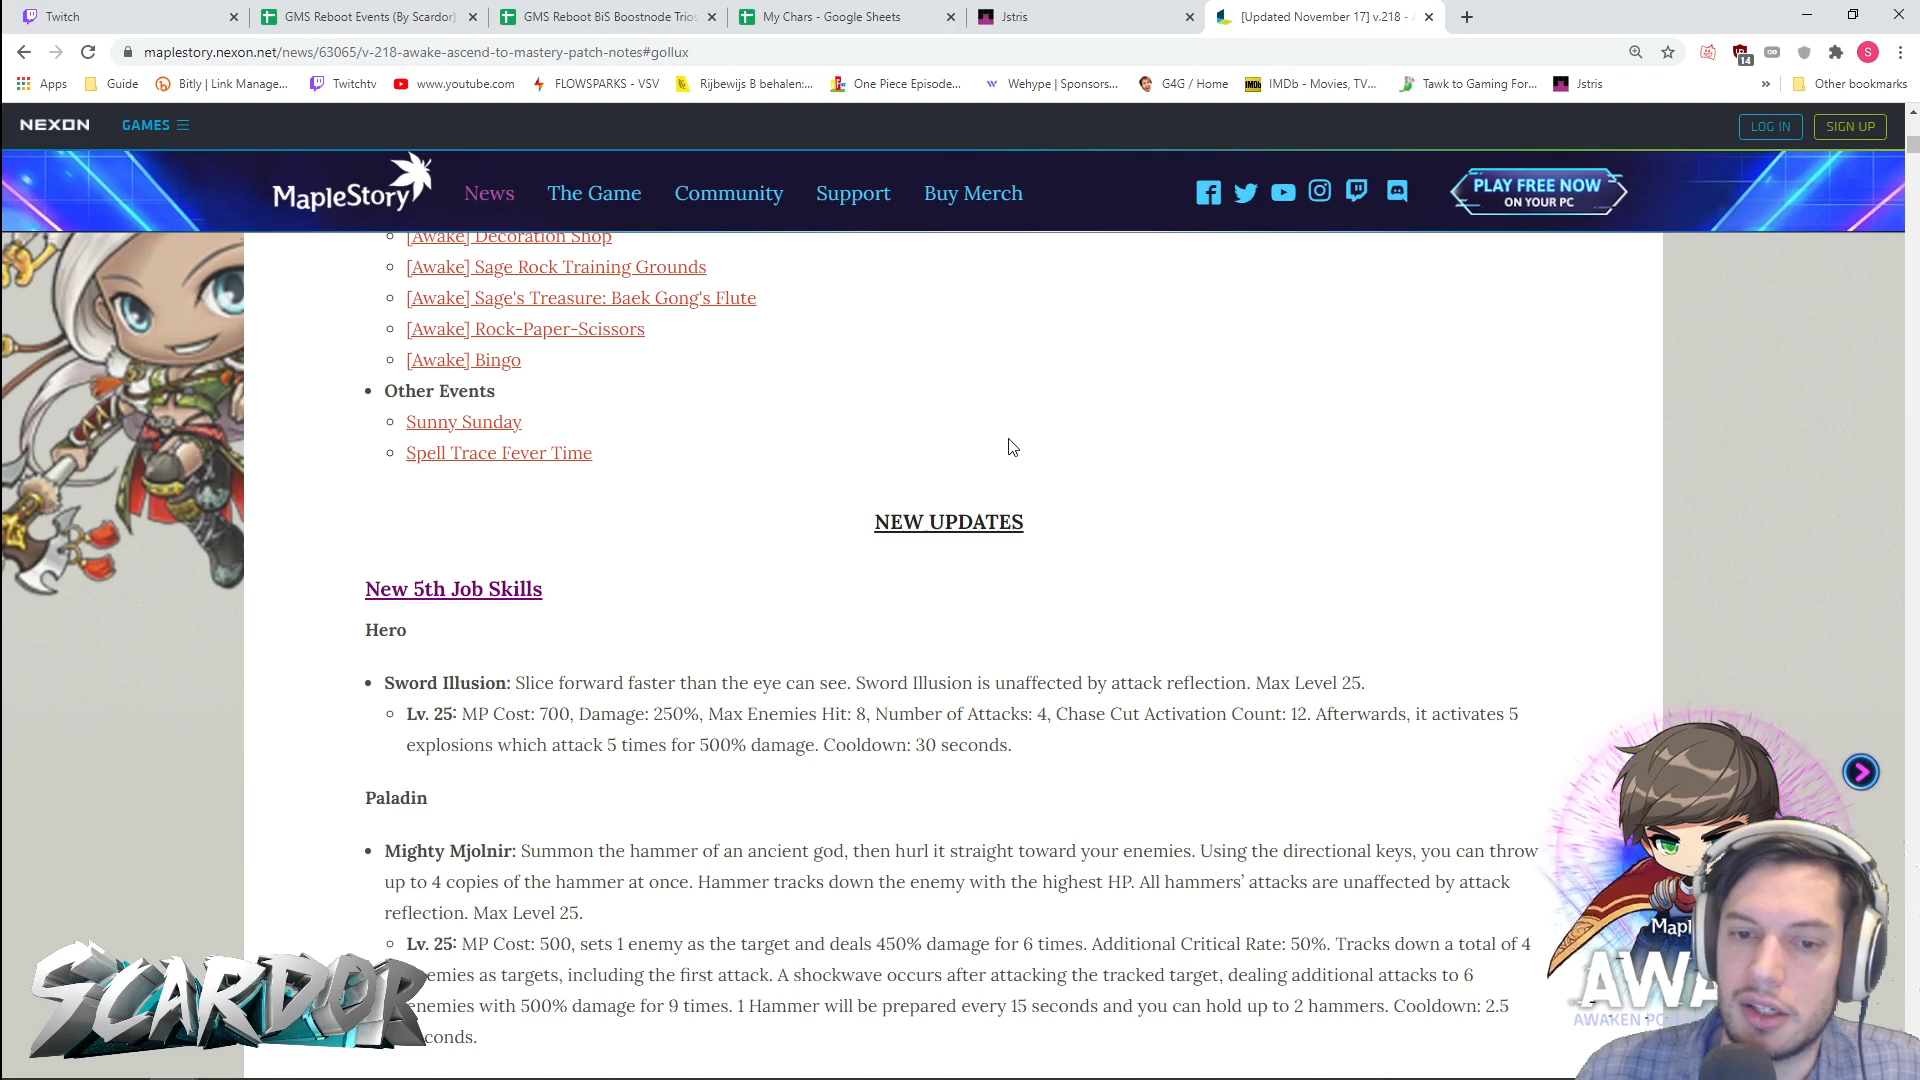 Twitch
GMS Reboot Events (By Scardor)
GMS Reboot BiS Boostnode Trios
My Chars - Google Sheets
Jstris
[Updated November 17] v.218 -
maplestory.nexon.net/news/63065/v-218-awake-ascend-to-mastery-patch-notes#gollux
14
S
Apps
Guide
Bitly | Link Manage...
Twitchtv
www.youtube.com
FLOWSPARKS - VSV
Rijbewijs B behalen:...
One Piece Episode...
Wehype | Sponsors...
G4G / Home
IMDb - Movies, TV...
Tawk to Gaming For...
Jstris
Other bookmarks
NEXON
GAMES
LOG IN
SIGN UP
MapleStory
News
The Game
Community
Support
Buy Merch
PLAY FREE NOW
ON YOUR PC
[Awake] Decoration Shop
[Awake] Sage Rock Training Grounds
[Awake] Sage's Treasure: Baek Gong's Flute
[Awake] Rock-Paper-Scissors
[Awake] Bingo
Other Events
Sunny Sunday
Spell Trace Fever Time
NEW UPDATES
New 5th Job Skills
Hero
Sword Illusion: Slice forward faster than the eye can see. Sword Illusion is unaffected by attack reflection. Max Level 25.
Lv. 25: MP Cost: 700, Damage: 250%, Max Enemies Hit: 8, Number of Attacks: 4, Chase Cut Activation Count: 12. Afterwards, it activates 5
explosions which attack 5 times for 500% damage. Cooldown: 30 seconds.
Paladin
Mighty Mjolnir: Summon the hammer of an ancient god, then hurl it straight toward your enemies. Using the directional keys, you can throw
up to 4 copies of the hammer at once. Hammer tracks down the enemy with the highest HP. All hammers' attacks are unaffected by attack
reflection. Max Level 25.
Lv. 25: MP Cost: 500, sets 1 enemy as the target and deals 450% damage for 6 times. Additional Critical Rate: 50%. Tracks down a total of 4
emies as targets, including the first attack. A shockwave occurs after attacking the tracked target, dealing additional attacks to 6
enemies with 500% damage for 9 times. 1 Hammer will be prepared every 15 seconds and you can hold up to 2 hammers. Cooldown: 2.5
conds.
SCARDOR
Mapl
AWA
AWAKEN PO